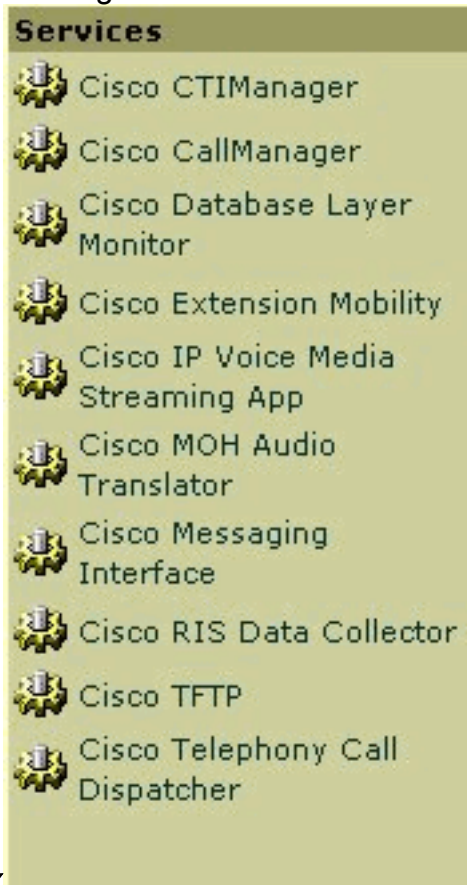 Services
Cisco CTIManager
Cisco CallManager
Cisco Database Layer
Monitor
Cisco Extension Mobility
Cisco IP Voice Media
Streaming App
Cisco MOH Audio
Translator
Cisco Messaging
Interface
Cisco RIS Data Collector
Cisco TFTP
Cisco Telephony Call
Dispatcher